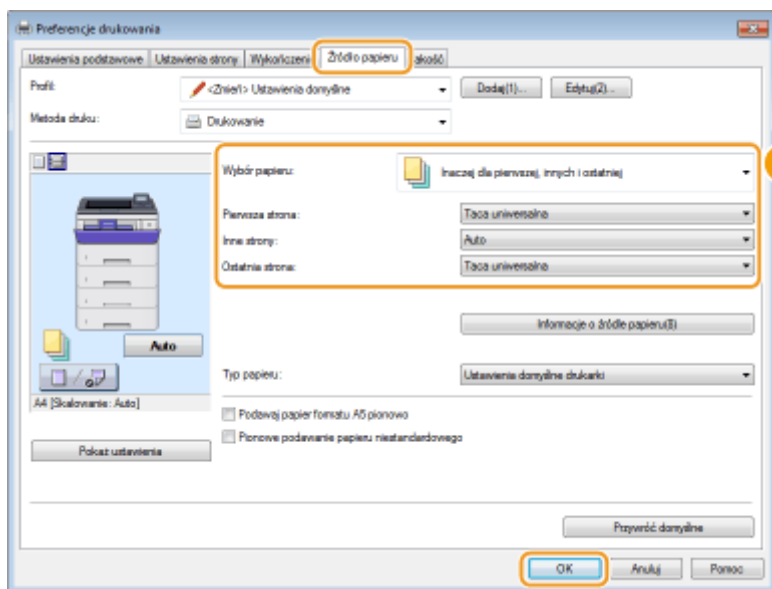 Preferencje drukowania
Ustawienia podstawowe Ustawienia strony Wykończeni Źródło papieru akość
Profil: <Zmień> Ustawienia domyślne Dodaj(1)... Edytuj(2)...
Metoda druku: Drukowanie
Wybór papieru: Inaczej dla pierwszej, innych i ostatniej
Pierwsza strona: Taca uniwersalna
Inne strony: Auto
Ostatnia strona: Taca uniwersalna
Informacje o źródle papieru(8)
Auto
Typ papieru: Ustawienia domyślne drukarki
A4 [Skalowanie: Auto]
Podawaj papier formatu A5 pionowo
Pionowe podawanie papieru niestandardowego
Pokaż ustawienia
Przywróć domyślne
OK Anuluj Pomoc